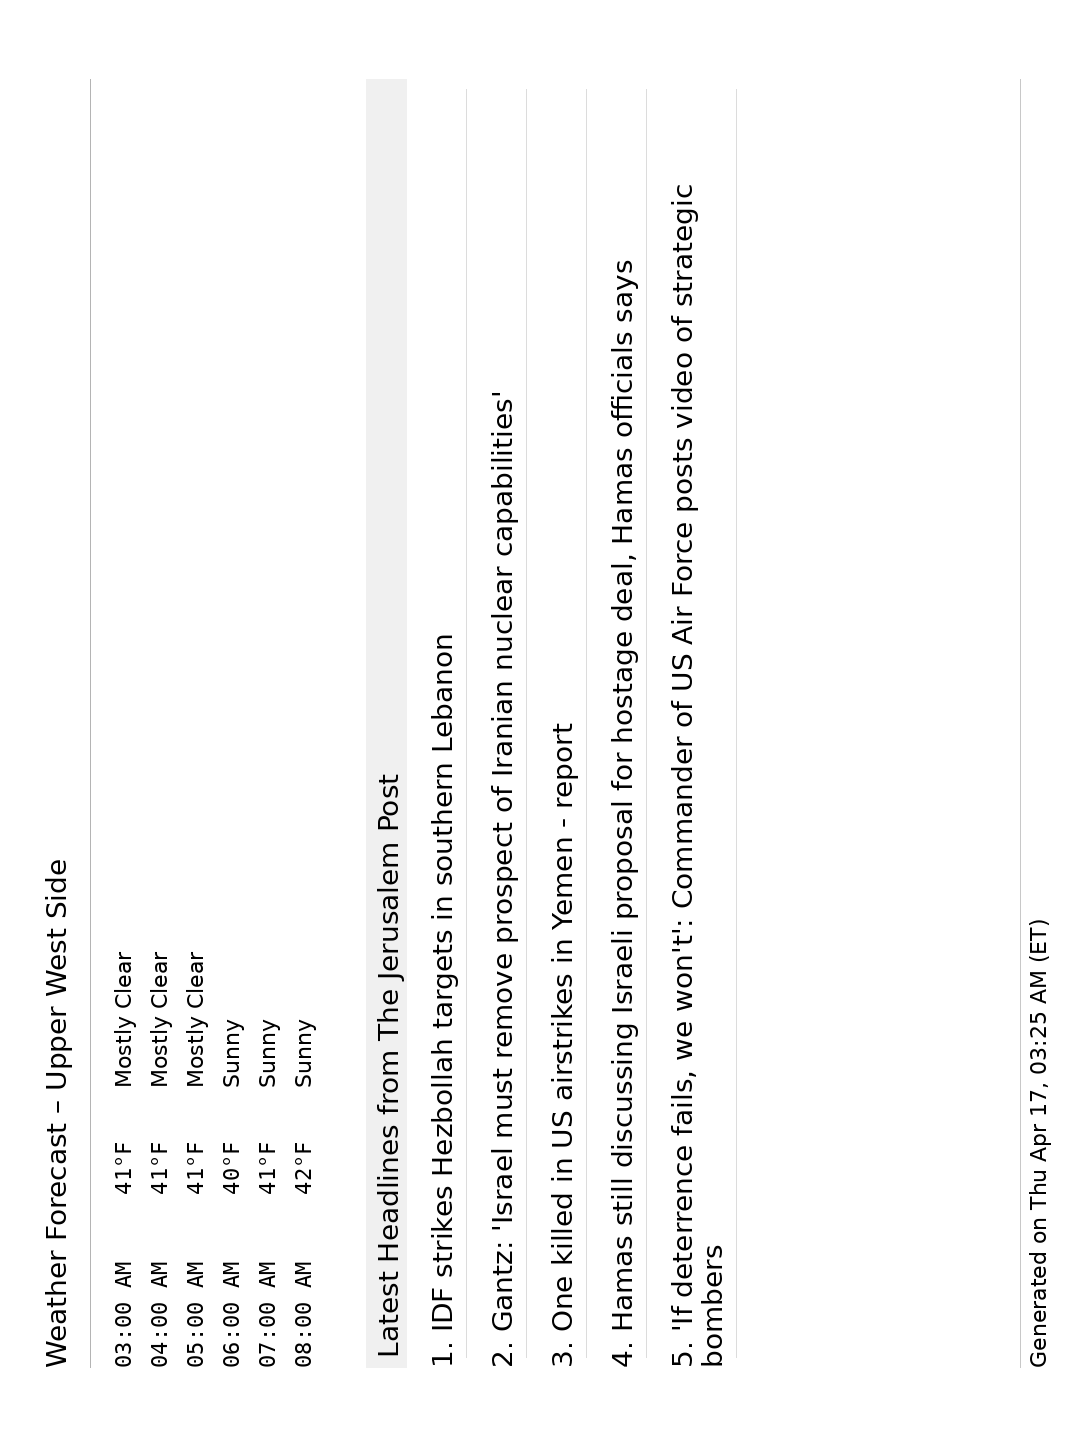 Weather Forecast – Upper West Side
03:00 AM 41°F Mostly Clear
04:00 AM 41°F Mostly Clear
05:00 AM 41°F Mostly Clear
06:00 AM 40°F Sunny
07:00 AM 41°F Sunny
08:00 AM 42°F Sunny
Latest Headlines from The Jerusalem Post
1. IDF strikes Hezbollah targets in southern Lebanon
2. Gantz: 'Israel must remove prospect of Iranian nuclear capabilities'
3. One killed in US airstrikes in Yemen - report
4. Hamas still discussing Israeli proposal for hostage deal, Hamas officials says
5. 'If deterrence fails, we won't': Commander of US Air Force posts video of strategic
bombers
Generated on Thu Apr 17, 03:25 AM (ET)